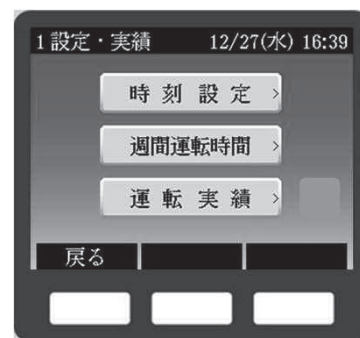 1 設定・実績 12/27(水) 16:39
時刻設定 >
週間運転時間 >
運転実績 >
戻る